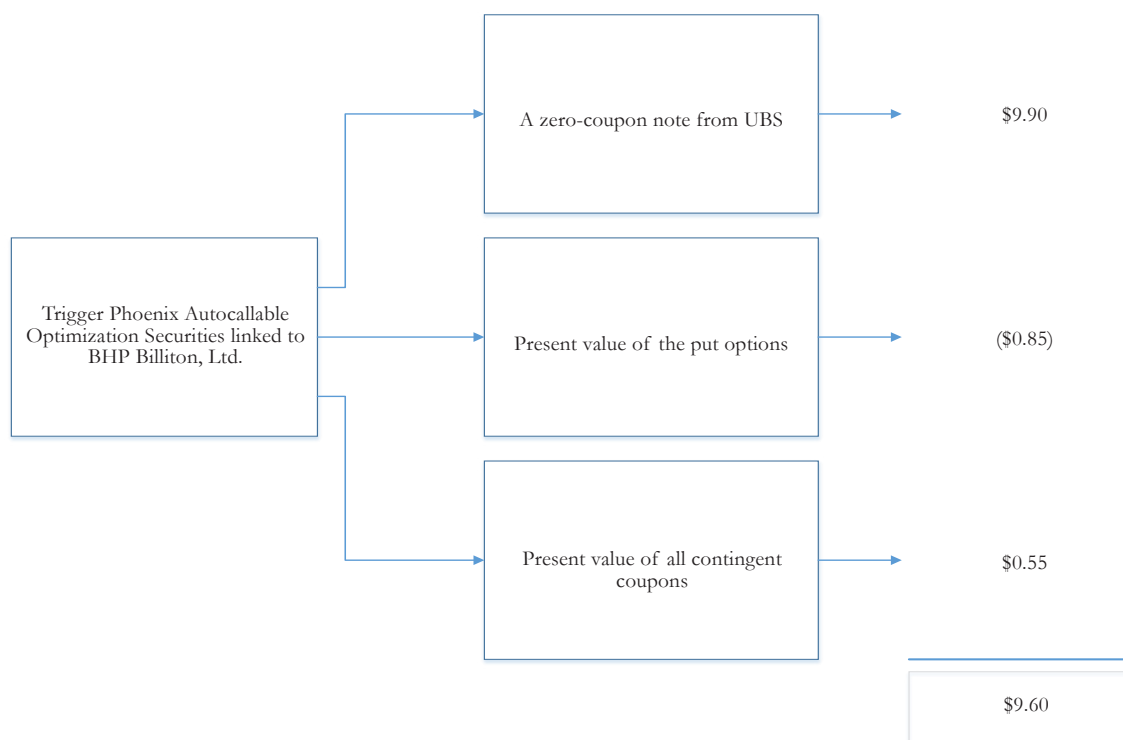 A zero-coupon note from UBS
$9.90
Trigger Phoenix Autocallable
Optimization Securities linked to
BHP Billiton, Ltd.
Present value of the put options
($0.85)
Present value of all contingent
coupons
$0.55
$9.60